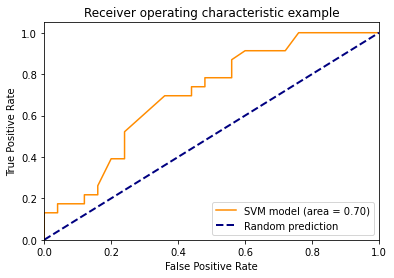 Receiver operating characteristic example
1.0
0.8
0.6
0.4
0.2
0.0
True Positive Rate
SVM model (area = 0.70)
Random prediction
0.0 0.2 0.4 0.6 0.8 1.0
False Positive Rate